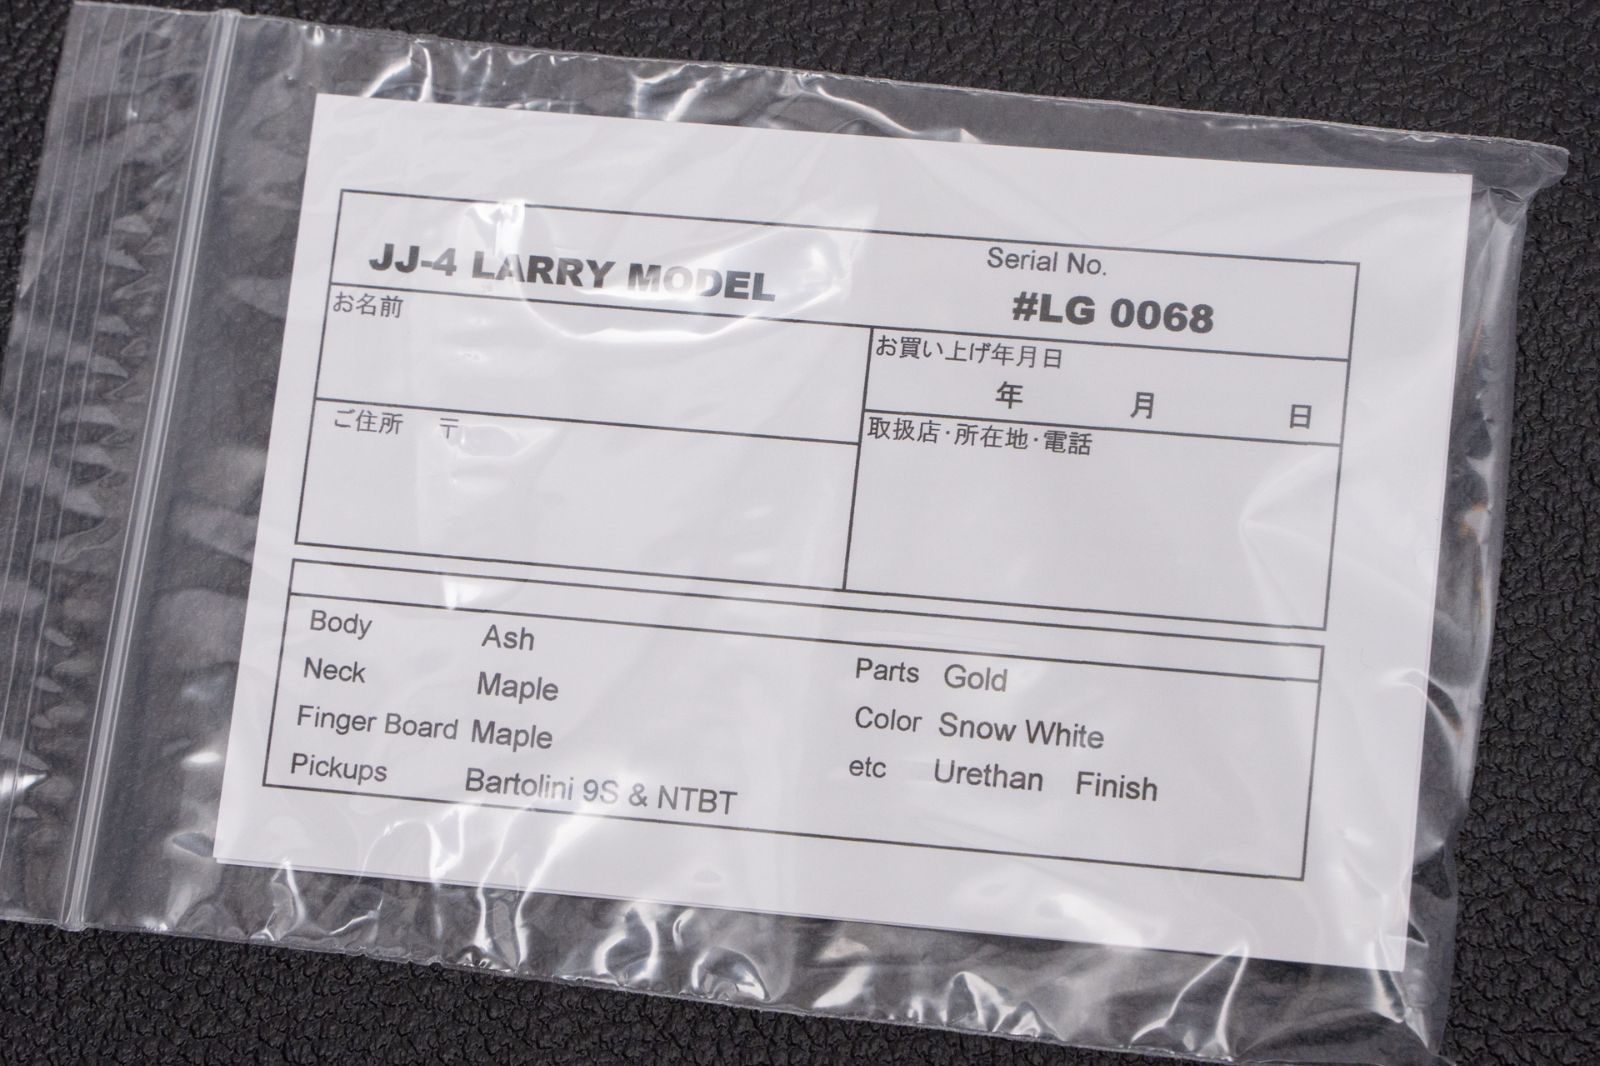 JJ-4 LARRY MODEL
Serial No.
#LG 0068
お名前
お買い上げ年月日
年 月 日
ご住所 〒
取扱店・所在地・電話
Body Ash
Neck Maple
Finger Board Maple
Pickups Bartolini 9S & NTBT
Parts Gold
Color Snow White
etc Urethan Finish